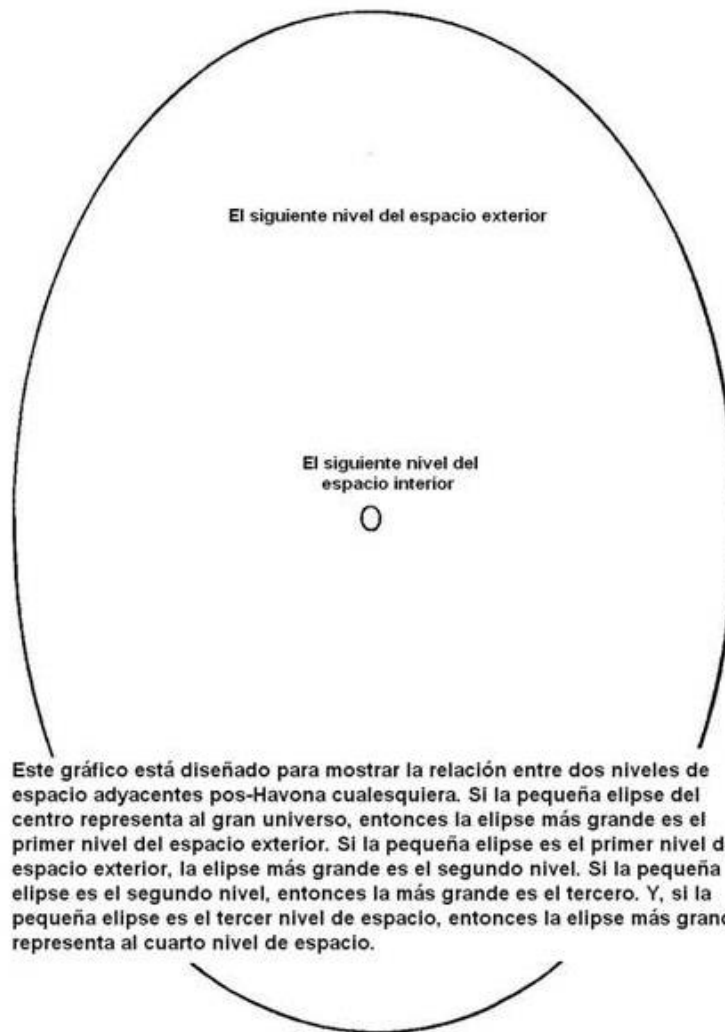 El siguiente nivel del espacio exterior
El siguiente nivel del
espacio interior
Este gráfico está diseñado para mostrar la relación entre dos niveles de
espacio adyacentes pos-Havona cualesquiera. Si la pequeña elipse del
centro representa al gran universo, entonces la elipse más grande es el
primer nivel del espacio exterior. Si la pequeña elipse es el primer nivel d
espacio exterior, la elipse más grande es el segundo nivel. Si la pequeña
elipse es el segundo nivel, entonces la más grande es el tercero. Y, si la
pequeña elipse es el tercer nivel de espacio, entonces la elipse más grand
representa al cuarto nivel de espacio.